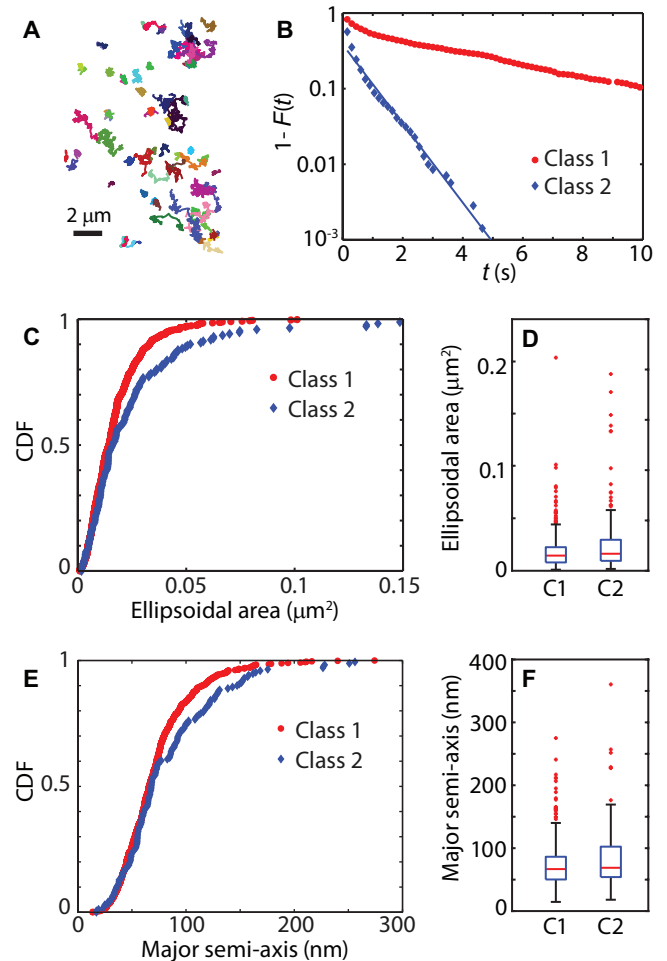 A
2 μm
B
1
0.1
0.01
10⁻³
1- F(t)
Class 1
Class 2
0
2
4
6
8
10
t (s)
C
1
0.5
0
CDF
Class 1
Class 2
0
0.05
0.1
0.15
Ellipsoidal area (μm²)
D
0.2
0.1
0
Ellipsoidal area (μm²)
C1
C2
E
1
0.5
0
CDF
Class 1
Class 2
0
100
200
300
Major semi-axis (nm)
F
400
300
200
100
0
Major semi-axis (nm)
C1
C2